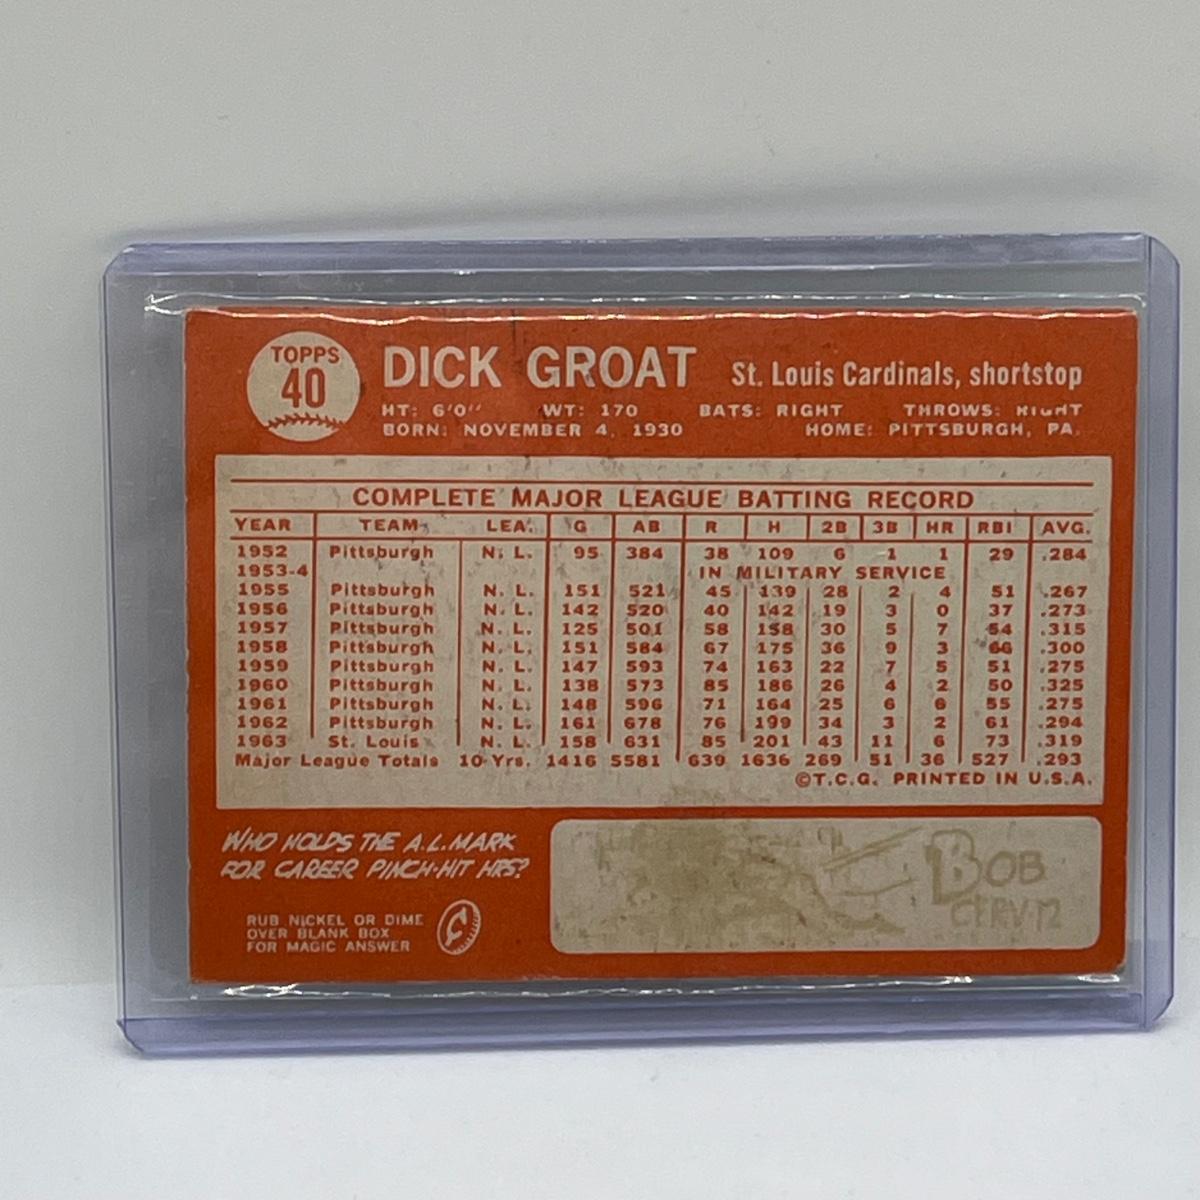 TOPPS
40
DICK GROAT St. Louis Cardinals, shortstop
HT: 6'0" WT: 170 BATS: RIGHT THROWS: RIGHT
BORN: NOVEMBER 4, 1930 HOME: PITTSBURGH, PA.
COMPLETE MAJOR LEAGUE BATTING RECORD
YEAR TEAM LEA. G AB R H 2B 3B HR RBI AVG.
1952 Pittsburgh N. L. 95 384 38 109 6 1 1 29 .284
1953-4 IN MILITARY SERVICE
1955 Pittsburgh N. L. 151 521 45 139 28 2 4 51 .267
1956 Pittsburgh N. L. 142 520 40 142 19 3 0 37 .273
1957 Pittsburgh N. L. 125 501 58 158 30 5 7 54 .315
1958 Pittsburgh N. L. 151 584 67 175 36 9 3 66 .300
1959 Pittsburgh N. L. 147 593 74 163 22 7 5 51 .275
1960 Pittsburgh N. L. 138 573 85 186 26 4 2 50 .325
1961 Pittsburgh N. L. 148 596 71 164 25 6 6 55 .275
1962 Pittsburgh N. L. 161 678 76 199 34 3 2 61 .294
1963 St. Louis N. L. 158 631 85 201 43 11 6 73 .319
Major League Totals 10 Yrs. 1416 5581 639 1636 269 51 36 527 .293
©T.C.G. PRINTED IN U.S.A.
WHO HOLDS THE A.L. MARK
FOR CAREER PINCH-HIT HRS?
RUB NICKEL OR DIME
OVER BLANK BOX
FOR MAGIC ANSWER
BOB
CERV